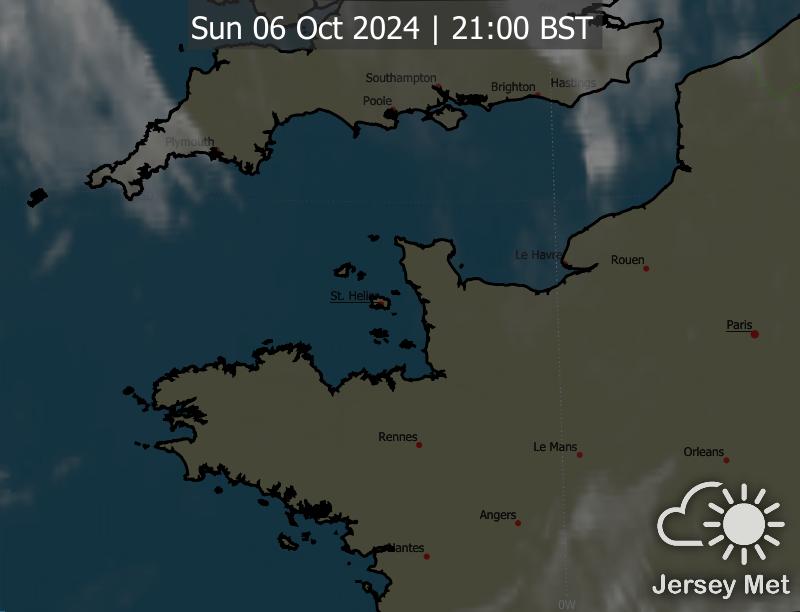 Sun 06 Oct 2024 | 21:00 BST
Southampton
Brighton
Hastings
Poole
Plymouth
Le Havre
Rouen
St. Helier
Paris
Rennes
Le Mans
Orleans
Angers
Nantes
Jersey Met
0W